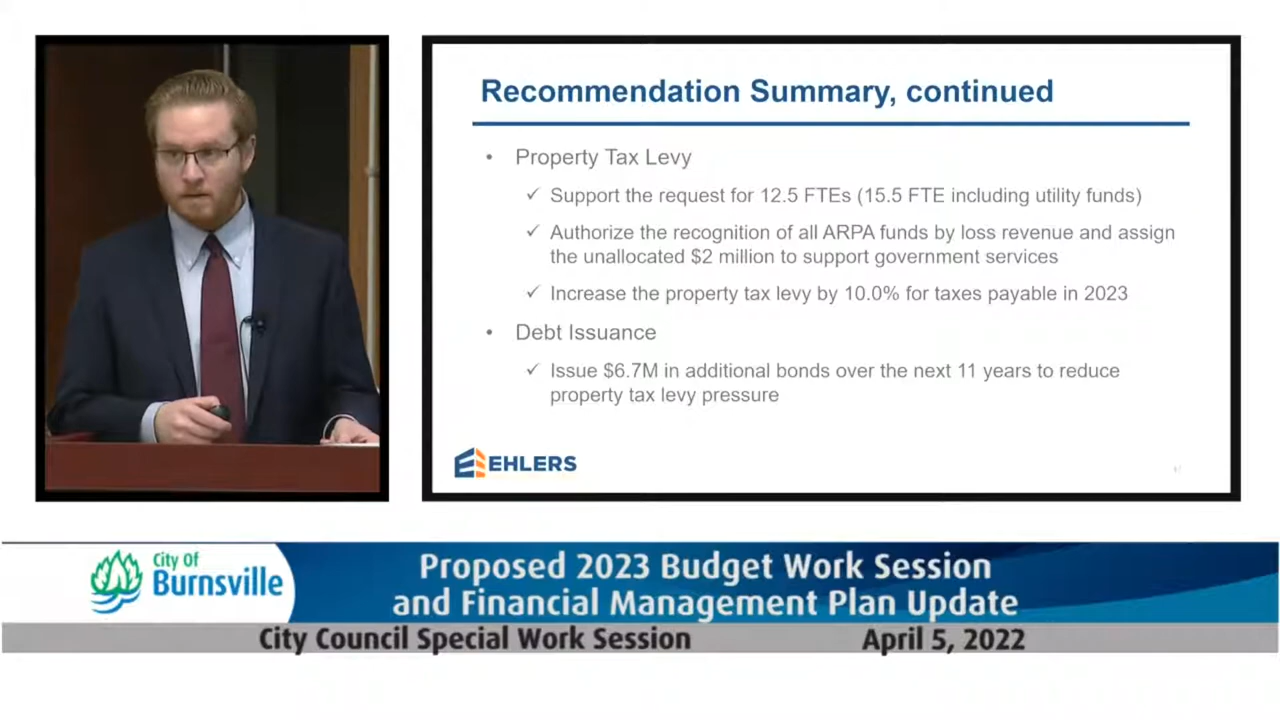 Recommendation Summary, continued
• Property Tax Levy
✓ Support the request for 12.5 FTEs (15.5 FTE including utility funds)
✓ Authorize the recognition of all ARPA funds by loss revenue and assign
the unallocated $2 million to support government services
✓ Increase the property tax levy by 10.0% for taxes payable in 2023
• Debt Issuance
✓ Issue $6.7M in additional bonds over the next 11 years to reduce
property tax levy pressure
EHLERS
City Of
Burnsville
Proposed 2023 Budget Work Session
and Financial Management Plan Update
City Council Special Work Session April 5, 2022